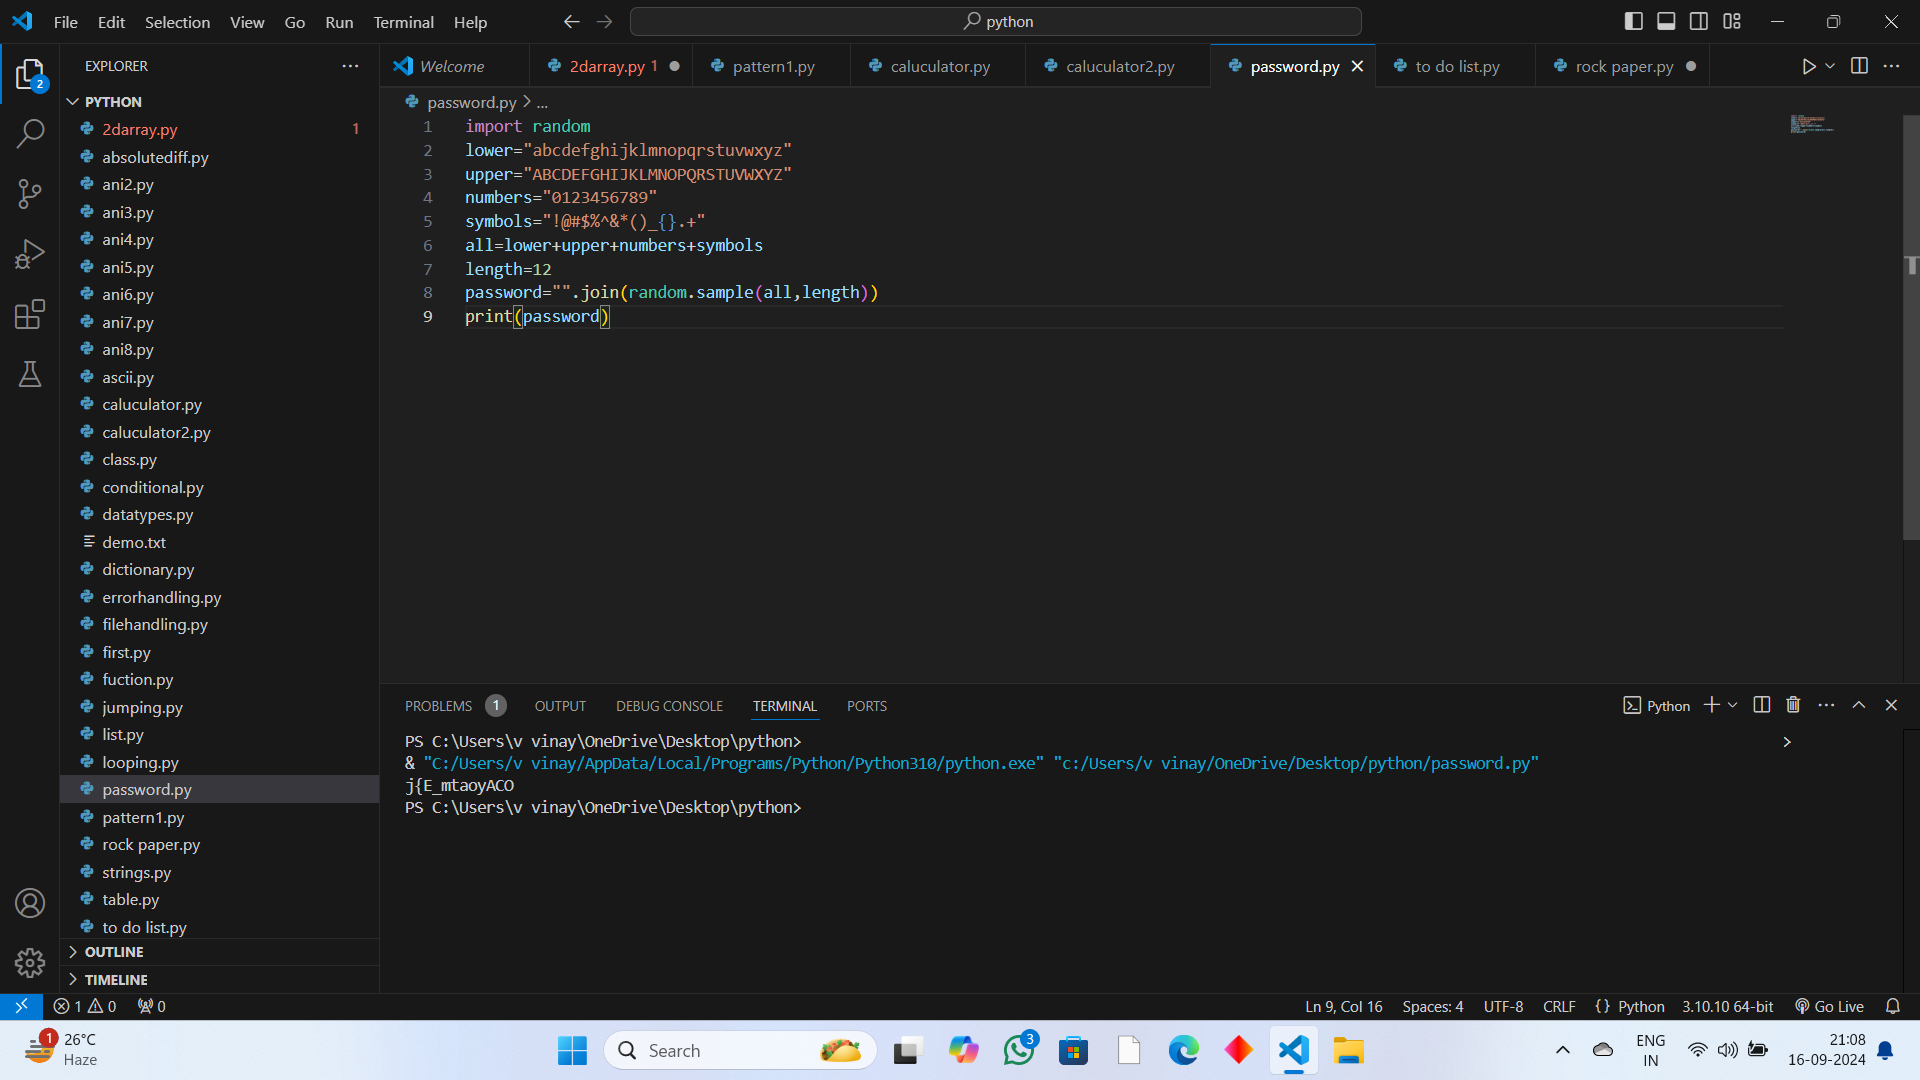 File Edit Selection View Go Run Terminal Help
python
2
EXPLORER
PYTHON
2darray.py 1
absolutediff.py
ani2.py
ani3.py
ani4.py
ani5.py
ani6.py
ani7.py
ani8.py
ascii.py
caluculator.py
caluculator2.py
class.py
conditional.py
datatypes.py
demo.txt
dictionary.py
errorhandling.py
filehandling.py
first.py
fuction.py
jumping.py
list.py
looping.py
password.py
pattern1.py
rock paper.py
strings.py
table.py
to do list.py
OUTLINE
TIMELINE
Welcome 2darray.py 1 pattern1.py caluculator.py caluculator2.py password.py to do list.py rock paper.py
password.py > ...
1 import random
2 lower="abcdefghijklmnopqrstuvwxyz"
3 upper="ABCDEFGHIJKLMNOPQRSTUVWXYZ"
4 numbers="0123456789"
5 symbols="!@#$%^&*()_{}.+"
6 all=lower+upper+numbers+symbols
7 length=12
8 password="".join(random.sample(all,length))
9 print(password)
PROBLEMS 1 OUTPUT DEBUG CONSOLE TERMINAL PORTS
Python
PS C:\Users\v vinay\OneDrive\Desktop\python>
& "C:/Users/v vinay/AppData/Local/Programs/Python/Python310/python.exe" "c:/Users/v vinay/OneDrive/Desktop/python/password.py"
j{E_mtaoyACO
PS C:\Users\v vinay\OneDrive\Desktop\python>
1 0 0
Ln 9, Col 16 Spaces: 4 UTF-8 CRLF {} Python 3.10.10 64-bit Go Live
1 26°C
Haze
Search
3
ENG
IN
21:08
16-09-2024